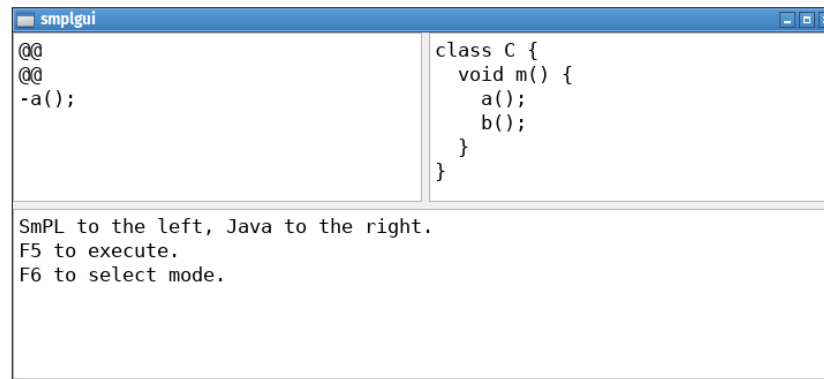 smplgui
@@
@@
-a();
class C {
  void m() {
    a();
    b();
  }
}
SmPL to the left, Java to the right.
F5 to execute.
F6 to select mode.